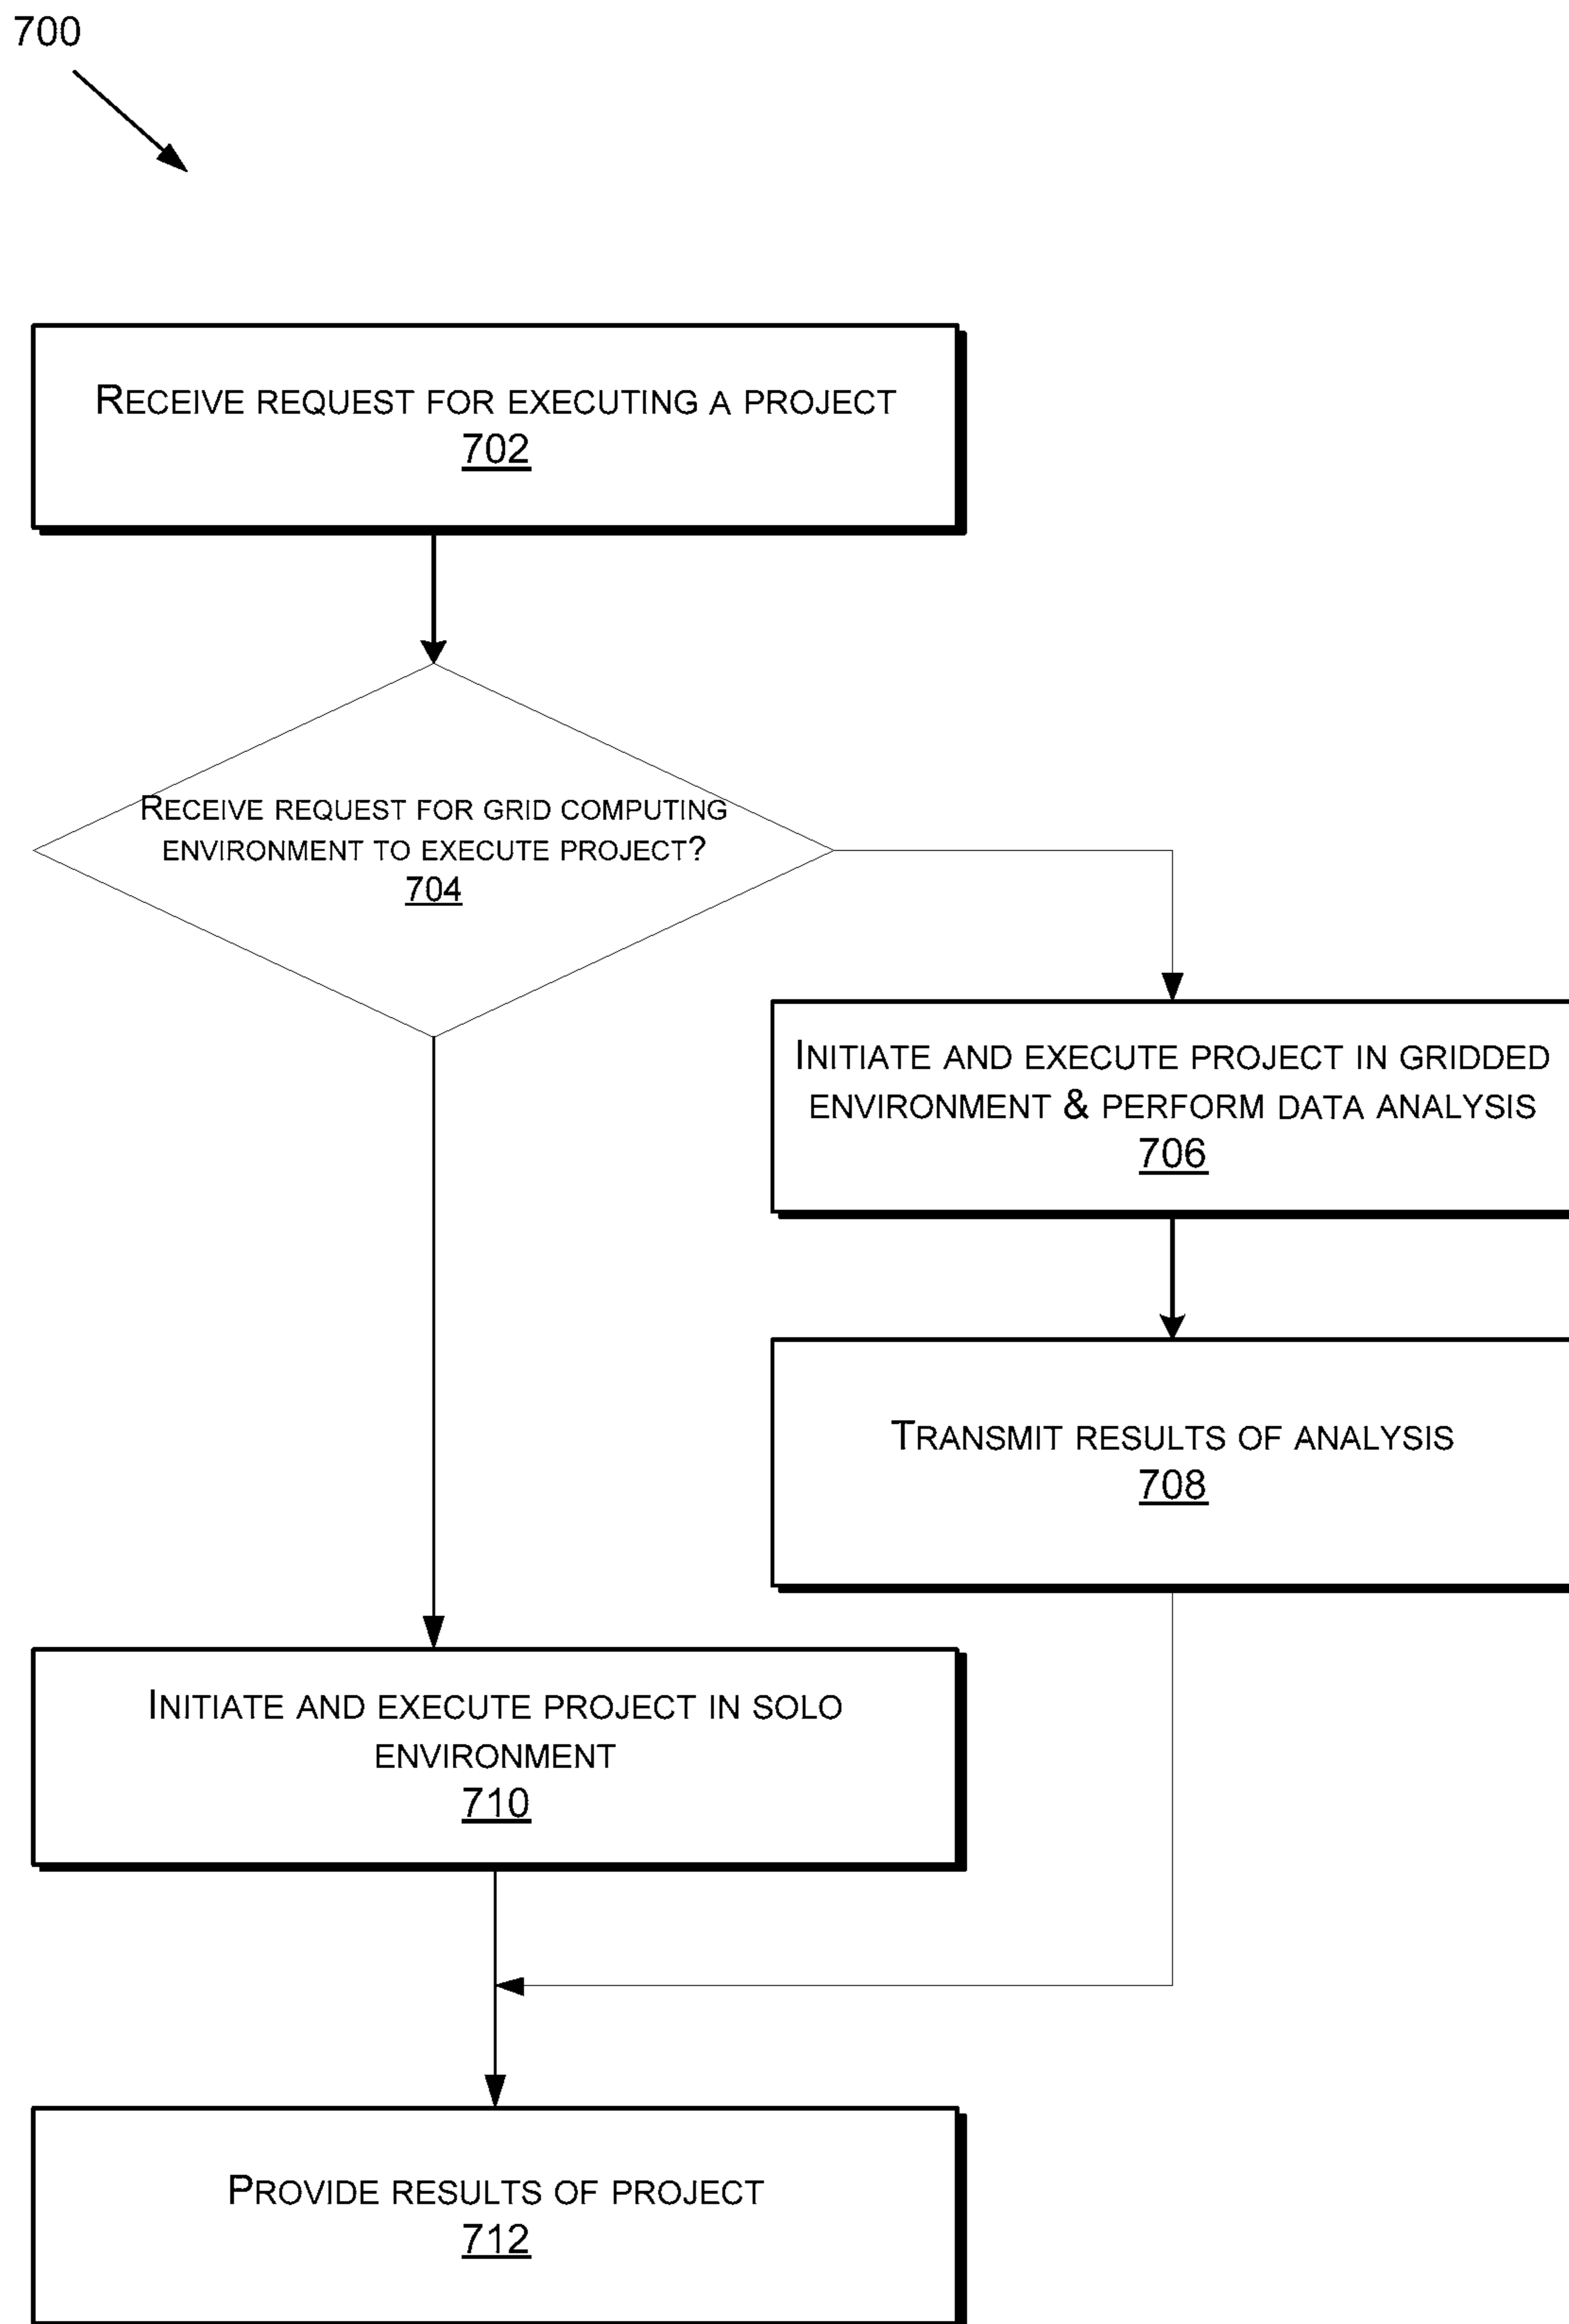 700
RECEIVE REQUEST FOR EXECUTING A PROJECT
702
RECEIVE REQUEST FOR GRID COMPUTING
ENVIRONMENT TO EXECUTE PROJECT?
704
INITIATE AND EXECUTE PROJECT IN GRIDDED
ENVIRONMENT & PERFORM DATA ANALYSIS
706
TRANSMIT RESULTS OF ANALYSIS
708
INITIATE AND EXECUTE PROJECT IN SOLO
ENVIRONMENT
710
PROVIDE RESULTS OF PROJECT
712